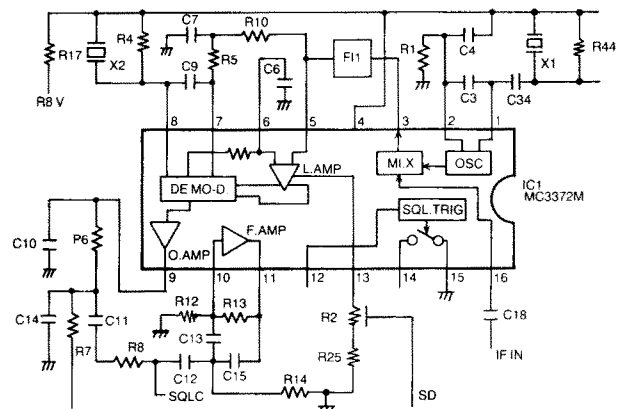 C7
R10
R17
R4
X2
C9
R5
C6
FI1
R1
C4
X1
R44
C3
C34
R8 V
8 7 6 5 4 3 2 1
L.AMP
MI.X
OSC
DE MO-D.
IC1
MC3372M
SQL.TRIG
F.AMP
O.AMP
C10
P6
9 10 11 12 13 14 15 16
C14
R7
C11
R12
R13
C13
R2
C18
R8
C12
C15
R25
IF IN
R14
SQLC
SD